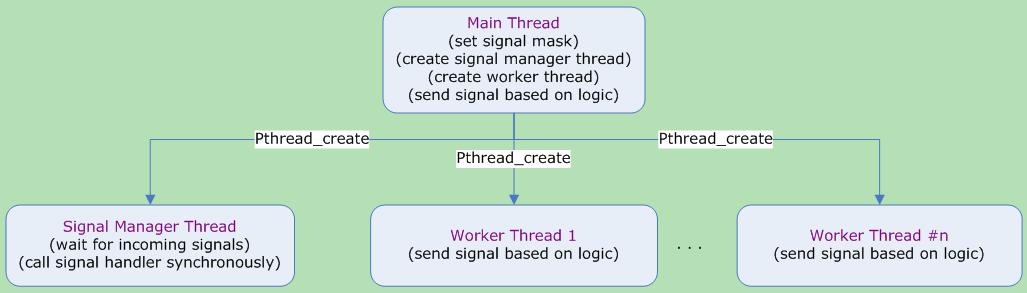 Main Thread
(set signal mask)
(create signal manager thread)
(create worker thread)
(send signal based on logic)
Pthread_create
Pthread_create
Pthread_create
Signal Manager Thread
(wait for incoming signals)
(call signal handler synchronously)
Worker Thread 1
(send signal based on logic)
. . .
Worker Thread #n
(send signal based on logic)